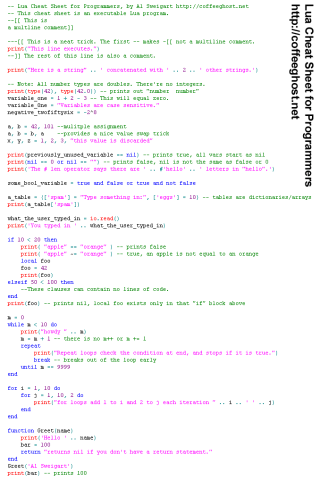 -- Lua Cheat Sheet for Programmers, by Al Sweigart http://coffeeghost.net
-- This cheat sheet is an executable Lua program.
--[[ This is
a multiline comment]]
---[[ This is a neat trick. The first -- makes -[[ not a multiline comment.
print("This line executes.")
--]] The rest of this line is also a comment.
print("Here is a string" .. ' concatenated with ' .. 2 .. ' other strings.')
-- Note: All number types are doubles. There're no integers.
print(type(42), type(42.0)) -- prints out "number number"
variable_one = 1 + 2 - 3 -- This will equal zero.
variable_One = "Variables are case sensitive."
negative_twofiftysix = -2^8
a, b = 42, 101 --mulitple assignment
a, b = b, a --provides a nice value swap trick
x, y, z = 1, 2, 3, "this value is discarded"
print(previously_unused_variable == nil) -- prints true, all vars start as nil
print(nil == 0 or nil == "") -- prints false, nil is not the same as false or 0
print('The # len operator says there are ' .. #'hello' .. ' letters in "hello".')
some_bool_variable = true and false or true and not false
a_table = {['spam'] = "Type something in:", ['eggs'] = 10} -- tables are dictionaries/arrays
print(a_table['spam'])
what_the_user_typed_in = io.read()
print('You typed in ' .. what_the_user_typed_in)
if 10 < 20 then
print( "apple" == "orange" ) -- prints false
print( "apple" ~= "orange" ) -- true, an apple is not equal to an orange
local foo
foo = 42
print(foo)
elseif 50 < 100 then
--These clauses can contain no lines of code.
end
print(foo) -- prints nil, local foo exists only in that "if" block above
m = 0
while m < 10 do
print("howdy " .. m)
m = m + 1 -- there is no m++ or m += 1
repeat
print("Repeat loops check the condition at end, and stops if it is true.")
break -- breaks out of the loop early
until m == 9999
end
for i = 1, 10 do
for j = 1, 10, 2 do
print("for loops add 1 to i and 2 to j each iteration " .. i .. ' ' .. j)
end
end
function Greet(name)
print('Hello ' .. name)
bar = 100
return "returns nil if you don't have a return statement."
end
Greet('Al Sweigart')
print(bar) -- prints 100
Lua Cheat Sheet for Programmers
http://coffeeghost.net